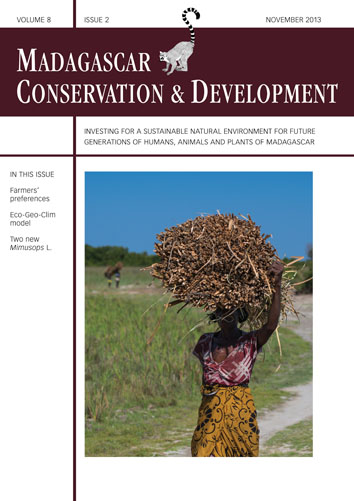 VOLUME 8
ISSUE 2
NOVEMBER 2013
MADAGASCAR
CONSERVATION & DEVELOPMENT
INVESTING FOR A SUSTAINABLE NATURAL ENVIRONMENT FOR FUTURE
GENERATIONS OF HUMANS, ANIMALS AND PLANTS OF MADAGASCAR
IN THIS ISSUE
Farmers'
preferences
Eco-Geo-Clim
model
Two new
Mimusops L.